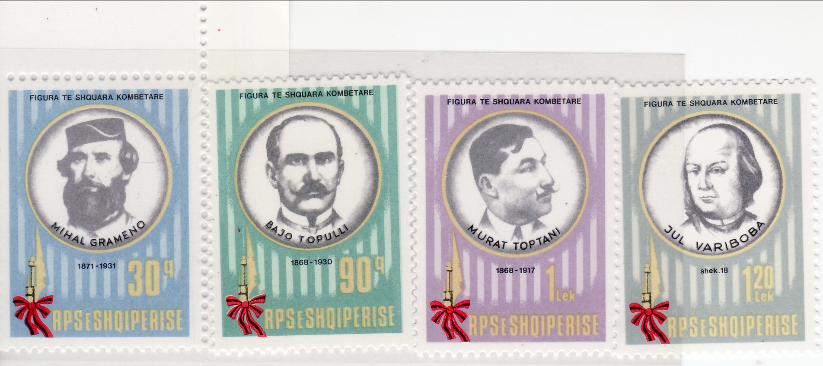 FIGURA TE SHQUARA KOMBETARE
MIHAL GRAMENO
1871-1931
30q
RPS E SHQIPERISE
FIGURA TE SHQUARA KOMBETARE
BAJO TOPULLI
1868-1930
90q
RPS E SHQIPERISE
FIGURA TE SHQUARA KOMBETARE
MURAT TOPTANI
1868-1917
1 Lek
RPS E SHQIPERISE
FIGURA TE SHQUARA KOMBETARE
JUL VARIBOBA
shek.18
1.20 Lek
RPS E SHQIPERISE